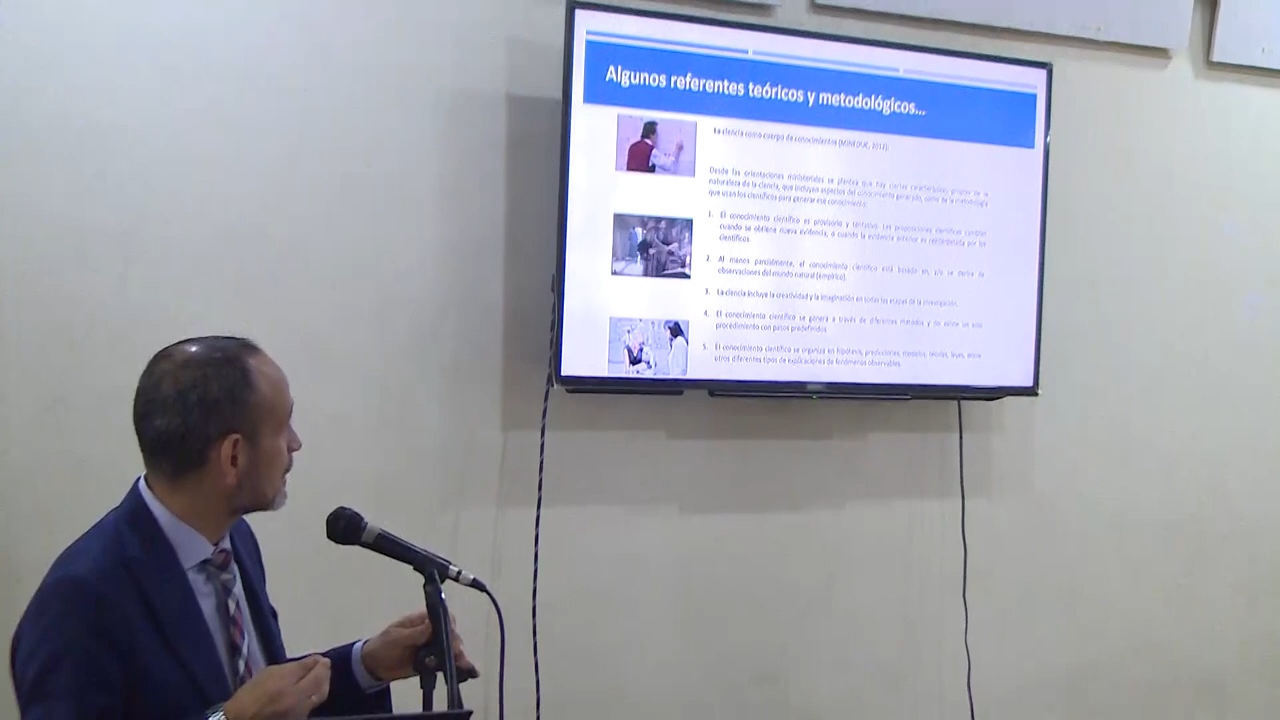 Algunos referentes teóricos y metodológicos...
La ciencia como cuerpo de conocimientos (MINEDUC, 2012):
Desde las orientaciones ministeriales se plantea que hay ciertas características propias de la
naturaleza de la ciencia, que incluyen aspectos del conocimiento generado, como de la metodología
que usan los científicos para generar ese conocimiento:
1. El conocimiento científico es provisorio y tentativo. Las proposiciones científicas cambian
cuando se obtiene nueva evidencia, o cuando la evidencia anterior es reinterpretada por los
científicos.
2. Al menos parcialmente, el conocimiento científico está basado en, y/o se deriva de
observaciones del mundo natural (empírico).
3. La ciencia incluye la creatividad y la imaginación en todas las etapas de la investigación.
4. El conocimiento científico se genera a través de diferentes metodos y no existe un solo
procedimiento con pasos predefinidos
5. El conocimiento científico se organiza en hipótesis, predicciones, modelos, teorías, leyes, entre
otros diferentes tipos de explicaciones de fenómenos observables.